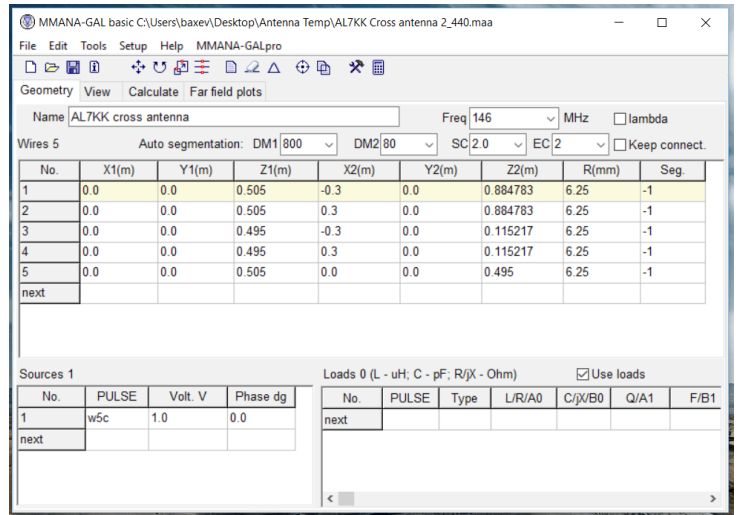 MMANA-GAL basic C:\Users\baxev\Desktop\Antenna Temp\AL7KK Cross antenna 2_440.maa
File Edit Tools Setup Help MMANA-GALpro
Geometry View Calculate Far field plots
Name AL7KK cross antenna Freq 146 MHz lambda
Wires 5 Auto segmentation: DM1 800 DM2 80 SC 2.0 EC 2 Keep connect.
No. X1(m) Y1(m) Z1(m) X2(m) Y2(m) Z2(m) R(mm) Seg.
1 0.0 0.0 0.505 -0.3 0.0 0.884783 6.25 -1
2 0.0 0.0 0.505 0.3 0.0 0.884783 6.25 -1
3 0.0 0.0 0.495 -0.3 0.0 0.115217 6.25 -1
4 0.0 0.0 0.495 0.3 0.0 0.115217 6.25 -1
5 0.0 0.0 0.505 0.0 0.0 0.495 6.25 -1
next
Sources 1
No. PULSE Volt. V Phase dg
1 w5c 1.0 0.0
next
Loads 0 (L - uH; C - pF; R/jX - Ohm) Use loads
No. PULSE Type L/R/A0 C/jX/B0 Q/A1 F/B1
next